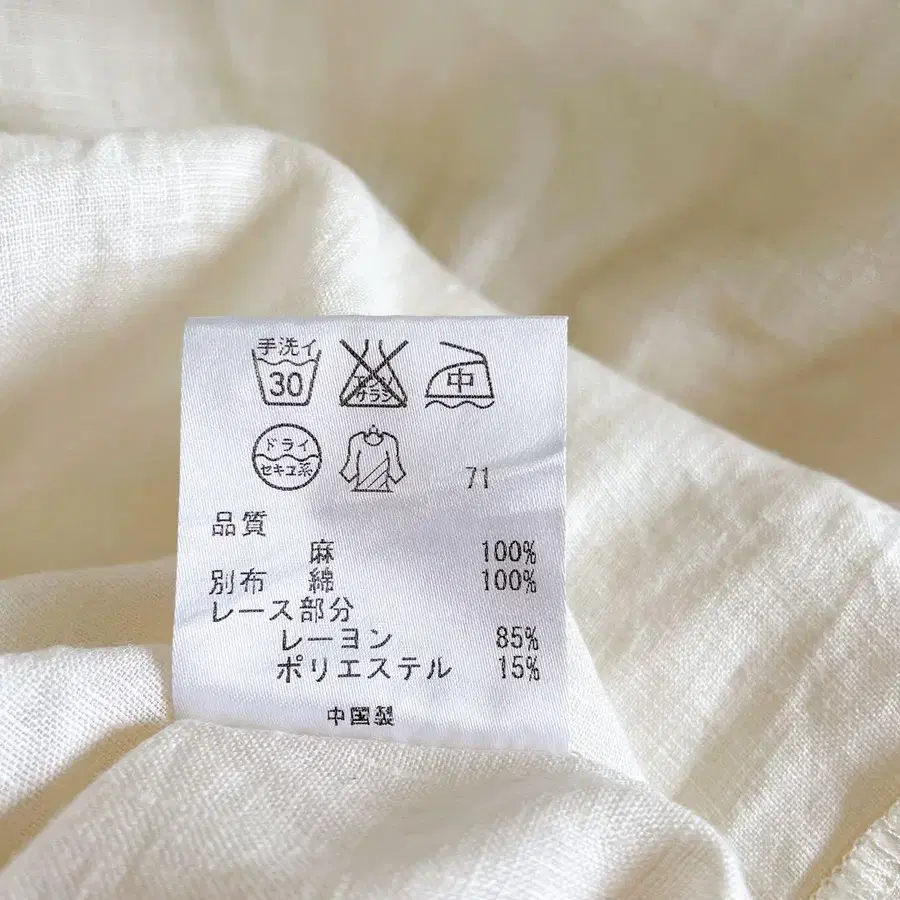 手洗イ
30
エンソ
サラシ
中
ドライ
セキユ系
71
品質
麻 100%
別布 綿 100%
レース部分
レーヨン 85%
ポリエステル 15%
中国製